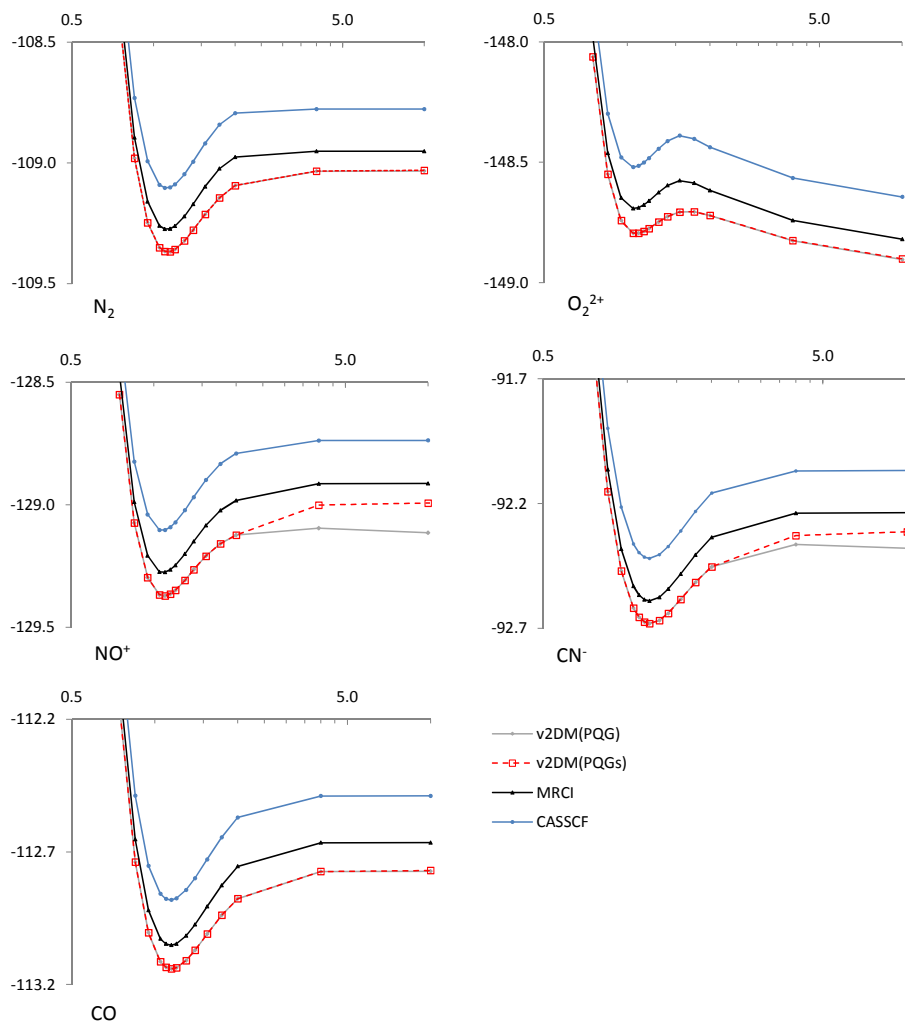 0.5 5.0
-108.5
-109.0
-109.5
N₂
0.5 5.0
-148.0
-148.5
-149.0
O₂²⁺
0.5 5.0
-128.5
-129.0
-129.5
NO⁺
0.5 5.0
-91.7
-92.2
-92.7
CN⁻
0.5 5.0
-112.2
-112.7
-113.2
CO
v2DM(PQG)
v2DM(PQGs)
MRCI
CASSCF